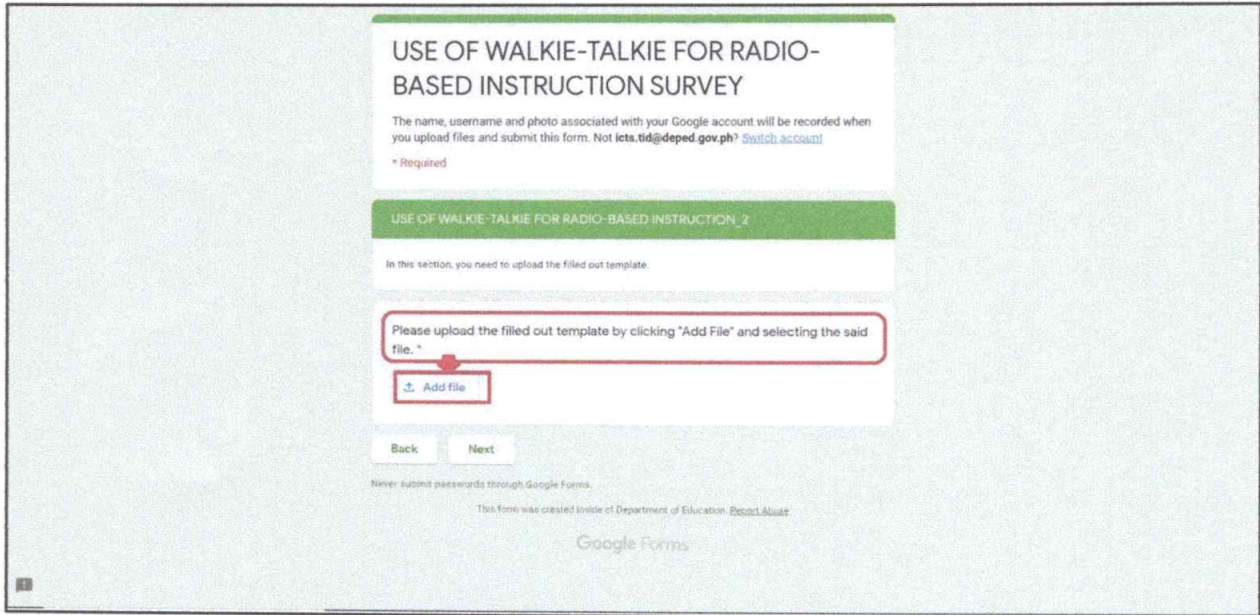 USE OF WALKIE-TALKIE FOR RADIO-
BASED INSTRUCTION SURVEY
The name, username and photo associated with your Google account will be recorded when
you upload files and submit this form. Not icts.tid@deped.gov.ph? Switch account
* Required
USE OF WALKIE-TALKIE FOR RADIO-BASED INSTRUCTION_2
In this section, you need to upload the filled out template.
Please upload the filled out template by clicking "Add File" and selecting the said
file. *
Add file
Back Next
Never submit passwords through Google Forms.
This form was created inside of Department of Education. Report Abuse
Google Forms